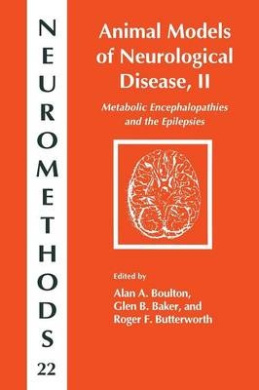 NEUROMETHODS
22
Animal Models
of Neurological
Disease, II
Metabolic Encephalopathies
and the Epilepsies
Edited by
Alan A. Boulton,
Glen B. Baker, and
Roger F. Butterworth